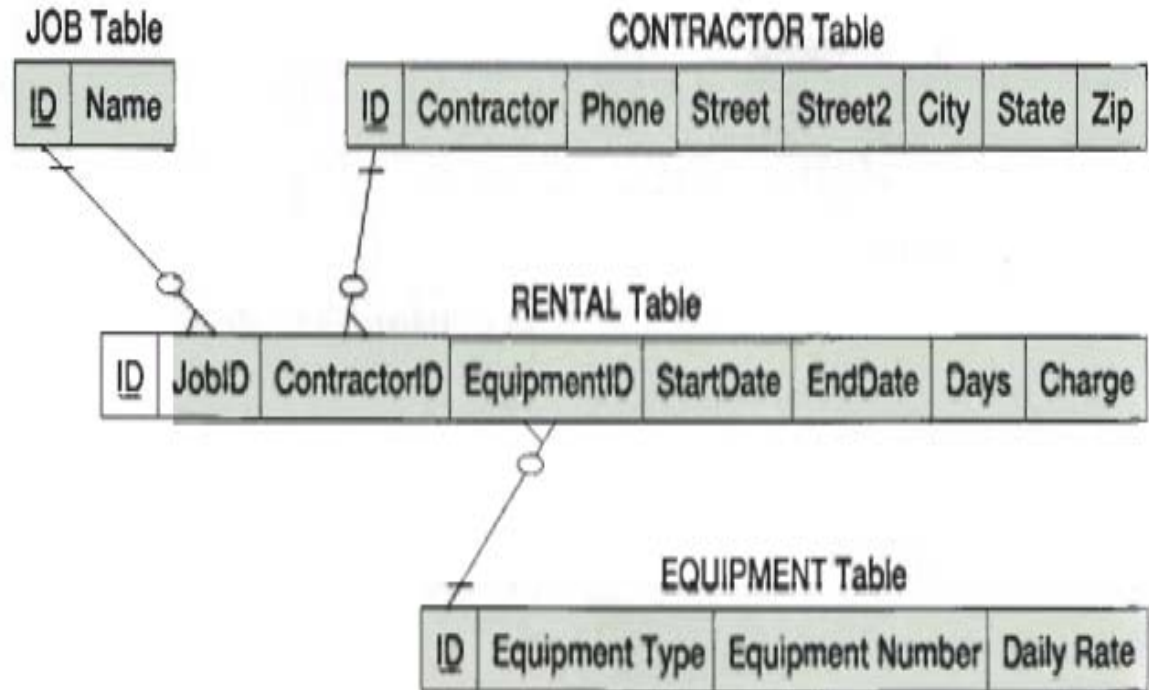 JOB Table
CONTRACTOR Table
ID Name
ID Contractor Phone Street Street2 City State Zip
RENTAL Table
ID JobID ContractorID EquipmentID StartDate EndDate Days Charge
EQUIPMENT Table
ID Equipment Type Equipment Number Daily Rate